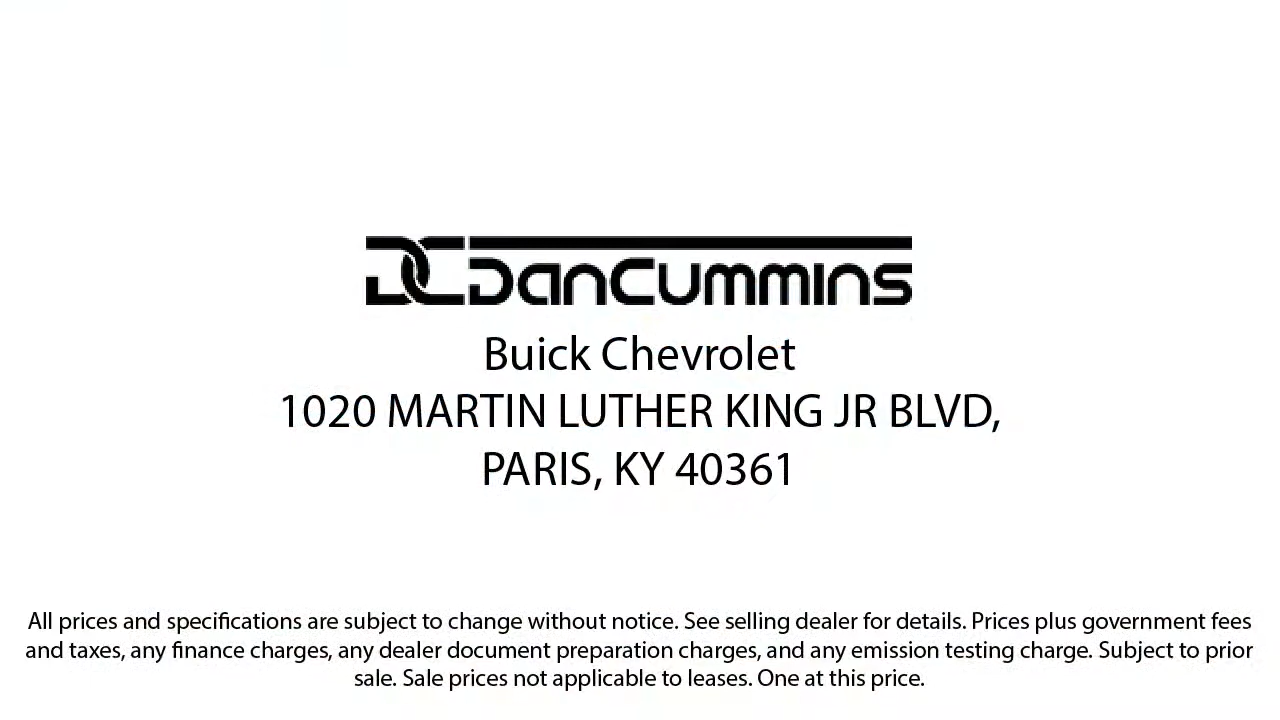 DC DanCummins
Buick Chevrolet
1020 MARTIN LUTHER KING JR BLVD,
PARIS, KY 40361
All prices and specifications are subject to change without notice. See selling dealer for details. Prices plus government fees
and taxes, any finance charges, any dealer document preparation charges, and any emission testing charge. Subject to prior
sale. Sale prices not applicable to leases. One at this price.